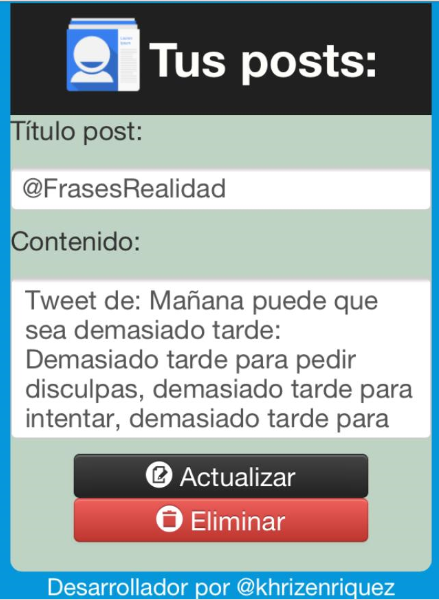 Tus posts:
Título post:
@FrasesRealidad
Contenido:
Tweet de: Mañana puede que
sea demasiado tarde:
Demasiado tarde para pedir
disculpas, demasiado tarde para
intentar, demasiado tarde para
Actualizar
Eliminar
Desarrollador por @khrizenriquez